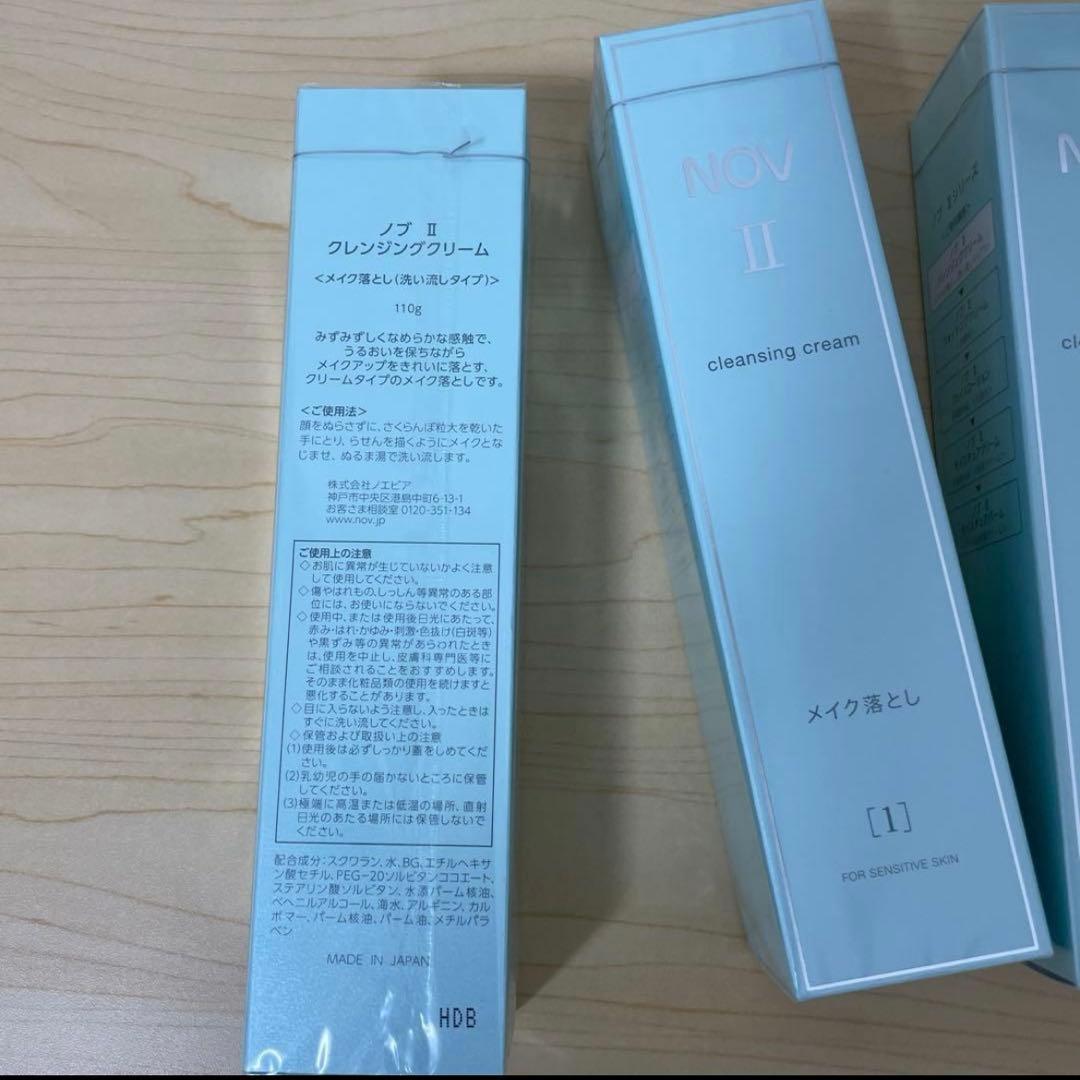 ノブ Ⅱ
クレンジングクリーム
<メイク落とし(洗い流しタイプ)>
110g
みずみずしくなめらかな感触で、
うるおいを保ちながら
メイクアップをきれいに落とす、
クリームタイプのメイク落としです。
<ご使用法>
顔をぬらさずに、さくらんぼ粒大を乾いた
手にとり、らせんを描くようにメイクとな
じませ、ぬるま湯で洗い流します。
株式会社ノエビア
神戸市中央区港島中町6-13-1
お客さま相談室 0120-351-134
www.nov.jp
ご使用上の注意
◇お肌に異常が生じていないかよく注意
して使用してください。
◇傷やはれもの、しっしん等異常のある部
位には、お使いにならないでください。
◇使用中、または使用後日光にあたって、
赤み・はれ・かゆみ・刺激・色抜け(白斑等)
や黒ずみ等の異常があらわれたとき
は、使用を中止し、皮膚科専門医等に
ご相談されることをおすすめします。
そのまま化粧品類の使用を続けますと
悪化することがあります。
◇目に入らないよう注意し、入ったときは
すぐに洗い流してください。
◇保管および取扱い上の注意
(1)使用後は必ずしっかり蓋をしめてくだ
さい。
(2)乳幼児の手の届かないところに保管
してください。
(3)極端に高温または低温の場所、直射
日光のあたる場所には保管しないで
ください。
配合成分:スクワラン、水、BG、エチルヘキサ
ン酸セチル、PEG-20ソルビタンココエート、
ステアリン酸ソルビタン、水添パーム核油、
ベヘニルアルコール、海水、アルギニン、カル
ボマー、パーム核油、パーム油、メチルパラ
ベン
MADE IN JAPAN
HDB
NOV
Ⅱ
cleansing cream
メイク落とし
[1]
FOR SENSITIVE SKIN
ノブ Ⅱシリーズ